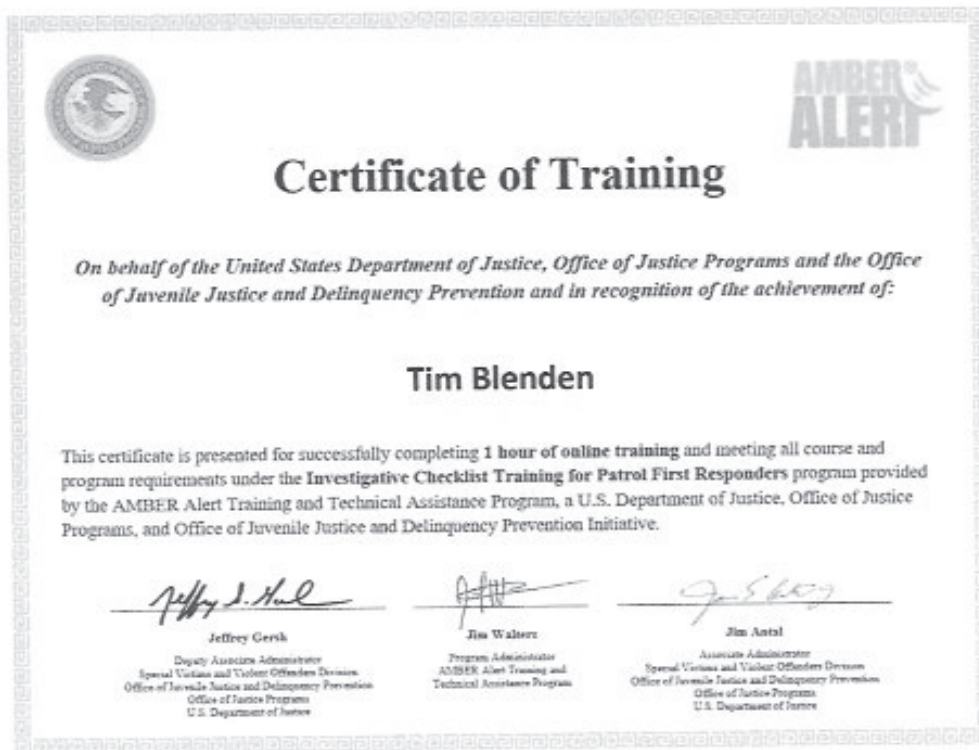 AMBER
ALERT
Certificate of Training
On behalf of the United States Department of Justice, Office of Justice Programs and the Office
of Juvenile Justice and Delinquency Prevention and in recognition of the achievement of:
Tim Blenden
This certificate is presented for successfully completing 1 hour of online training and meeting all course and
program requirements under the Investigative Checklist Training for Patrol First Responders program provided
by the AMBER Alert Training and Technical Assistance Program, a U.S. Department of Justice, Office of Justice
Programs, and Office of Juvenile Justice and Delinquency Prevention Initiative.
Jeffrey Gersh
Deputy Associate Administrator
Special Victims and Violent Offenders Division
Office of Juvenile Justice and Delinquency Prevention
Office of Justice Programs
U.S. Department of Justice
Jim Walters
Program Administrator
AMBER Alert Training and
Technical Assistance Program
Jim Antal
Associate Administrator
Special Victims and Violent Offenders Division
Office of Juvenile Justice and Delinquency Prevention
Office of Justice Programs
U.S. Department of Justice